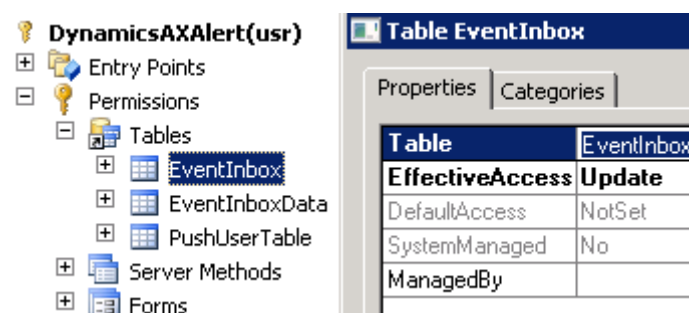 DynamicsAXAlert(usr)
Entry Points
Permissions
Tables
EventInbox
EventInboxData
PushUserTable
Server Methods
Forms
Table EventInbox
Properties Categories
Table EventInbox
EffectiveAccess Update
DefaultAccess NotSet
SystemManaged No
ManagedBy